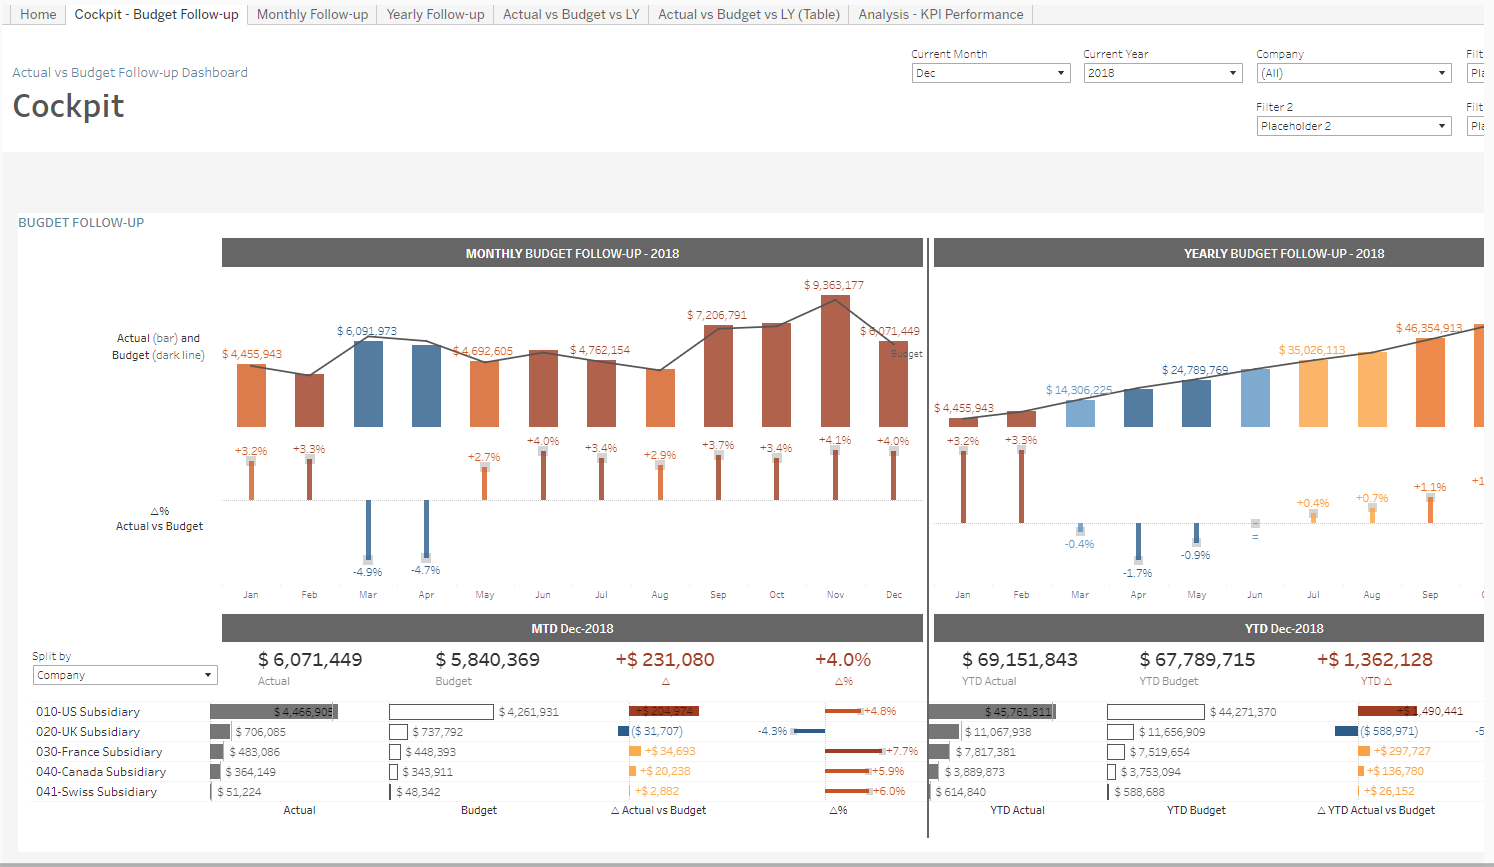 Home Cockpit - Budget Follow-up Monthly Follow-up Yearly Follow-up Actual vs Budget vs LY Actual vs Budget vs LY (Table) Analysis - KPI Performance
Current Month Current Year Company Filt
Dec 2018 (All) Pla
Actual vs Budget Follow-up Dashboard
Cockpit
Filter 2 Filt
Placeholder 2 Pla
BUGDET FOLLOW-UP
MONTHLY BUDGET FOLLOW-UP - 2018
Actual (bar) and
Budget (dark line)
$ 4,455,943 $ 6,091,973 $ 4,692,605 $ 4,762,154 $ 7,206,791 $ 9,363,177 $ 6,071,449
Budget
+3.2% +3.3% -4.9% -4.7% +2.7% +4.0% +3.4% +2.9% +3.7% +3.4% +4.1% +4.0%
△%
Actual vs Budget
Jan Feb Mar Apr May Jun Jul Aug Sep Oct Nov Dec
YEARLY BUDGET FOLLOW-UP - 2018
$ 4,455,943 $ 14,306,225 $ 24,789,769 $ 35,026,113 $ 46,354,913
+3.2% +3.3% -0.4% -1.7% -0.9% = +0.4% +0.7% +1.1% +1
Jan Feb Mar Apr May Jun Jul Aug Sep
MTD Dec-2018 YTD Dec-2018
Split by
Company
$ 6,071,449 $ 5,840,369 +$ 231,080 +4.0% $ 69,151,843 $ 67,789,715 +$ 1,362,128
Actual Budget △ △% YTD Actual YTD Budget YTD △
010-US Subsidiary $ 4,466,905 $ 4,261,931 +$ 204,974 +4.8% $ 45,761,811 $ 44,271,370 +$ 1,490,441
020-UK Subsidiary $ 706,085 $ 737,792 ($ 31,707) -4.3% $ 11,067,938 $ 11,656,909 ($ 588,971) -5
030-France Subsidiary $ 483,086 $ 448,393 +$ 34,693 +7.7% $ 7,817,381 $ 7,519,654 +$ 297,727
040-Canada Subsidiary $ 364,149 $ 343,911 +$ 20,238 +5.9% $ 3,889,873 $ 3,753,094 +$ 136,780
041-Swiss Subsidiary $ 51,224 $ 48,342 +$ 2,882 +6.0% $ 614,840 $ 588,688 +$ 26,152
Actual Budget △ Actual vs Budget △% YTD Actual YTD Budget △ YTD Actual vs Budget